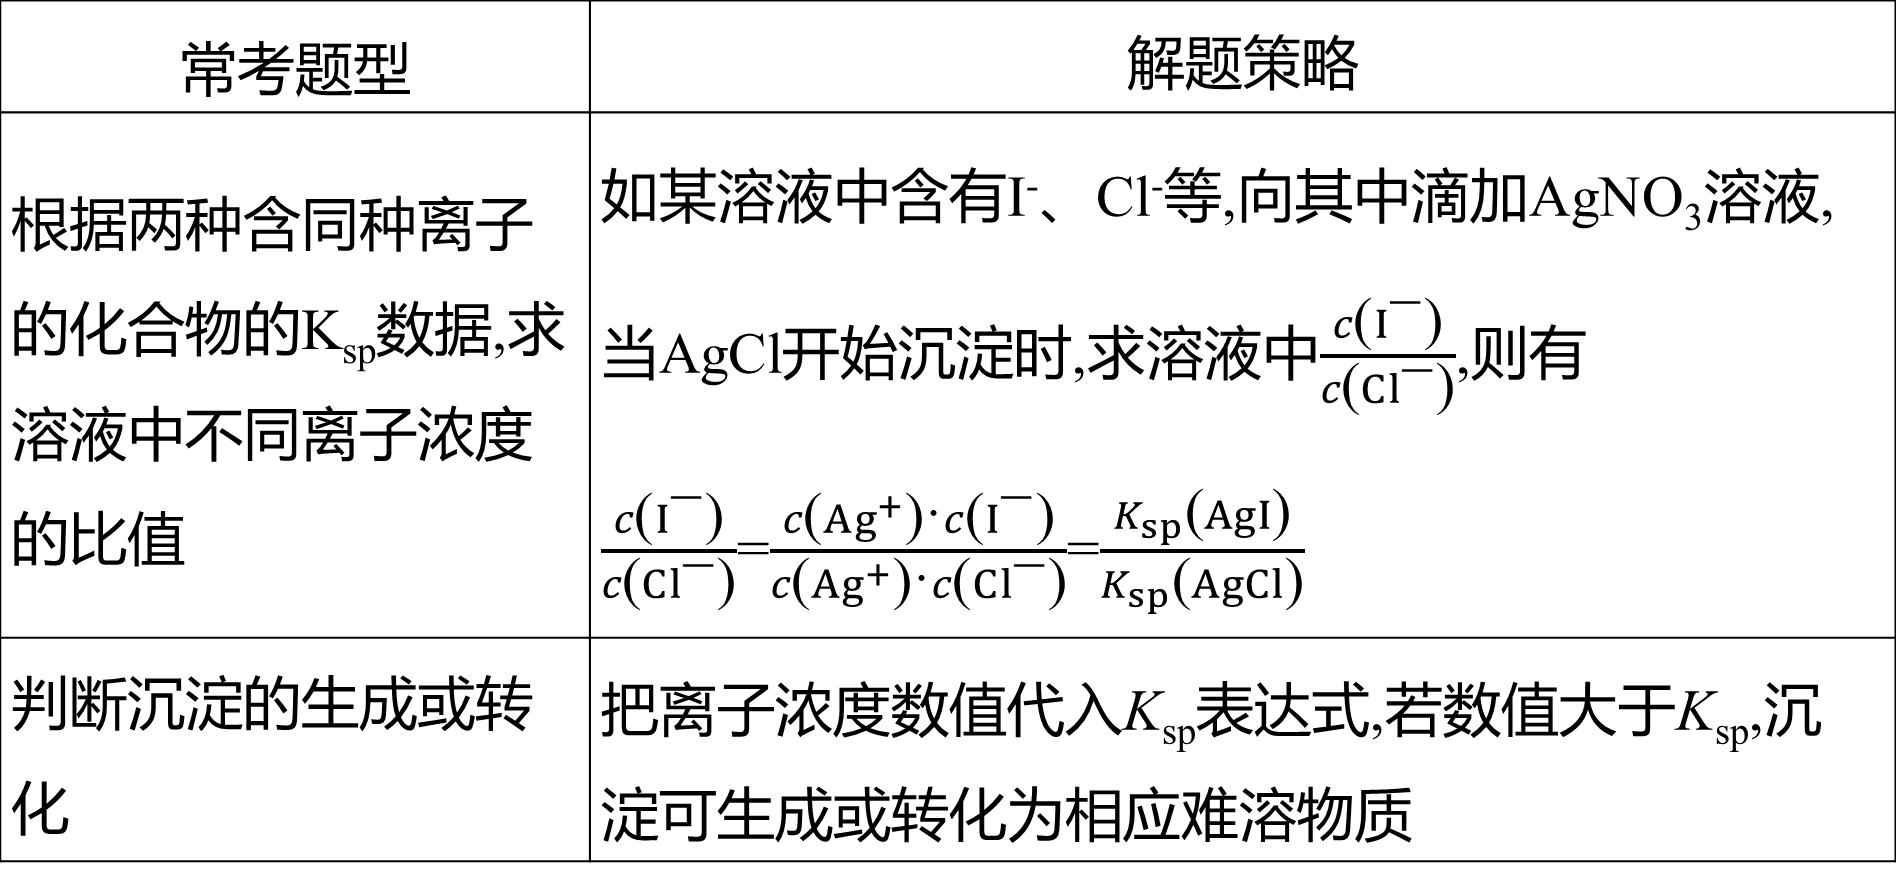 常考题型
解题策略
根据两种含同种离子
的化合物的Ksp数据,求
溶液中不同离子浓度
的比值
如某溶液中含有I-、Cl-等,向其中滴加AgNO3溶液,
当AgCl开始沉淀时,求溶液中c(I−)/c(Cl−),则有
c(I−)/c(Cl−)=c(Ag+)·c(I−)/c(Ag+)·c(Cl−)=Ksp(AgI)/Ksp(AgCl)
判断沉淀的生成或转
化
把离子浓度数值代入Ksp表达式,若数值大于Ksp,沉
淀可生成或转化为相应难溶物质